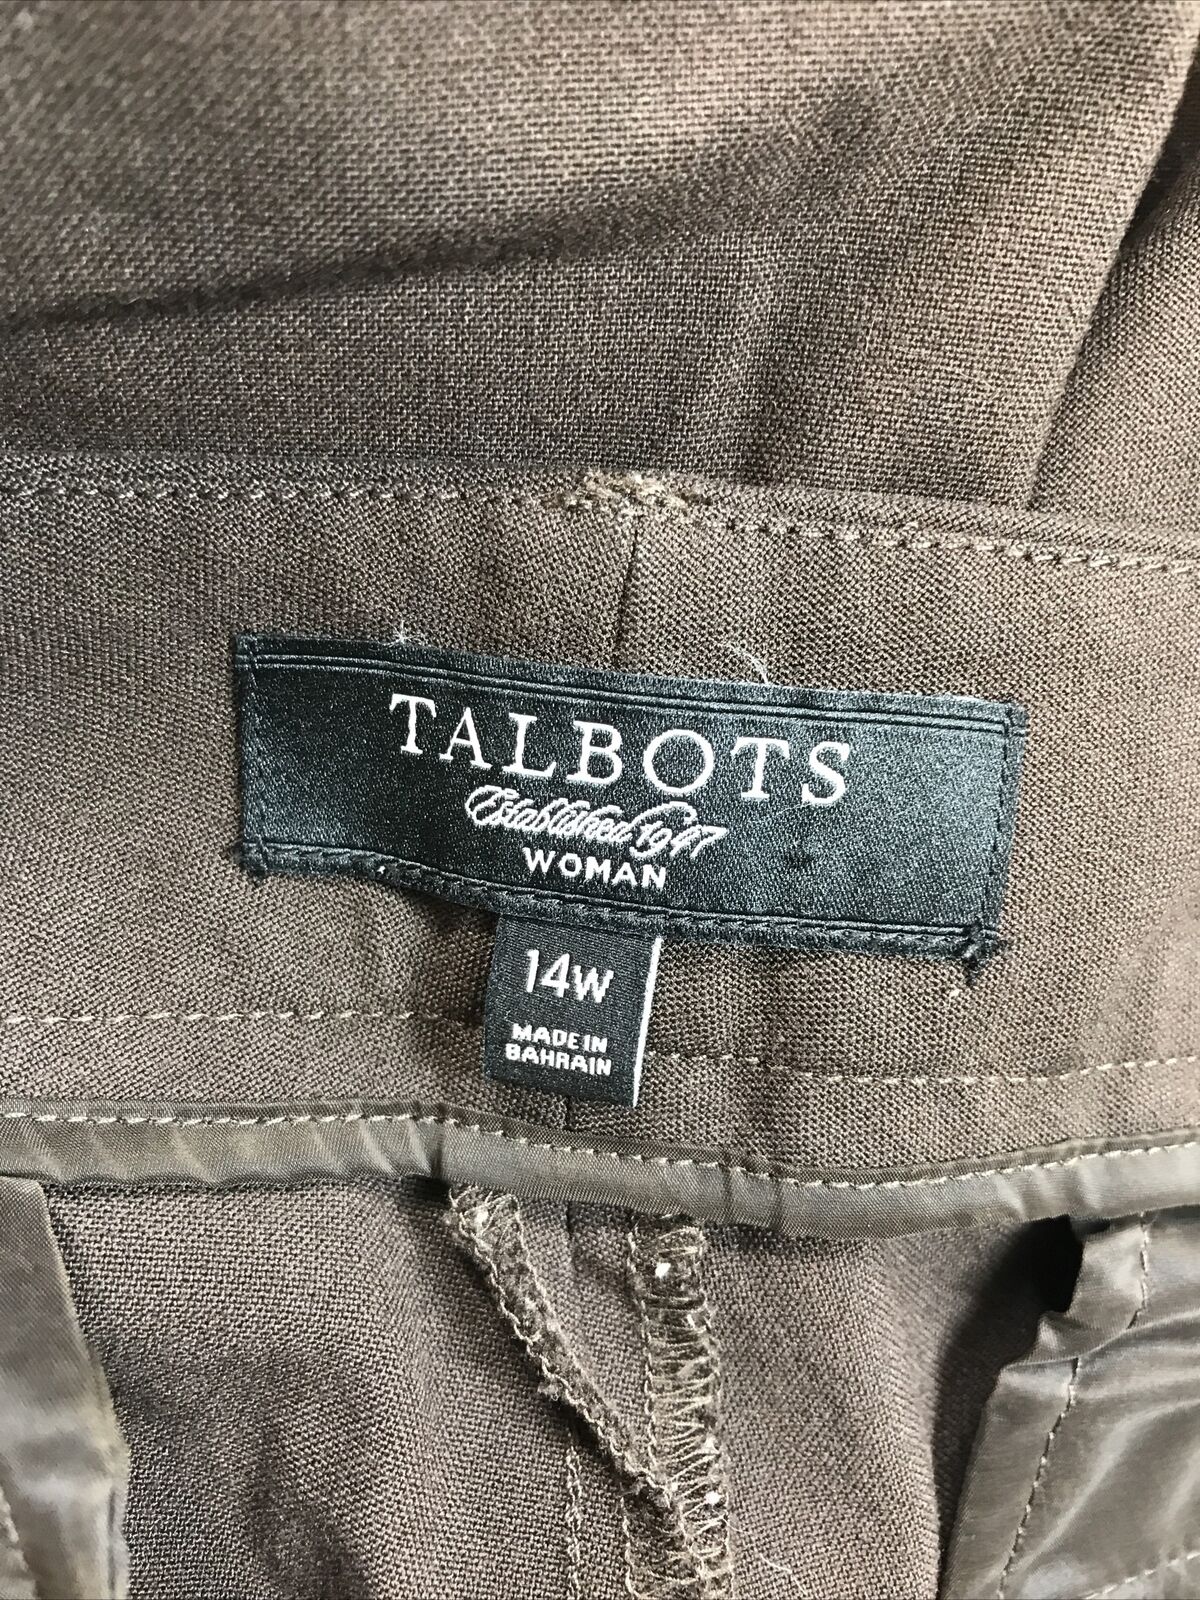 TALBOTS
Established 1947
WOMAN
14W
MADE IN
BAHRAIN